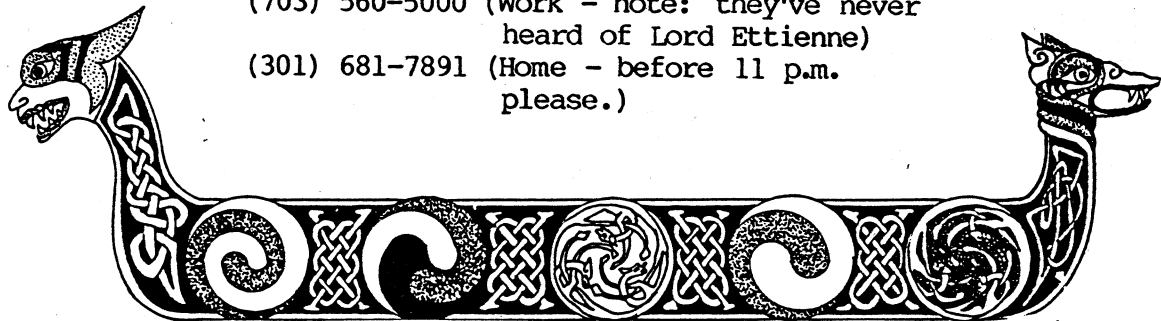 (703) 560-5000 (Work - note: they've never
heard of Lord Ettienne)
(301) 681-7891 (Home - before 11 p.m.
please.)